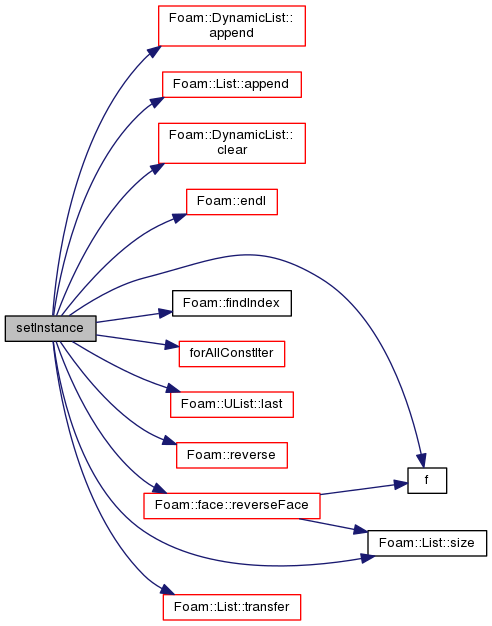 Foam::DynamicList::
append
Foam::List::append
Foam::DynamicList::
clear
Foam::endl
Foam::findIndex
setInstance
forAllConstIter
Foam::UList::last
Foam::reverse
f
Foam::face::reverseFace
Foam::List::size
Foam::List::transfer